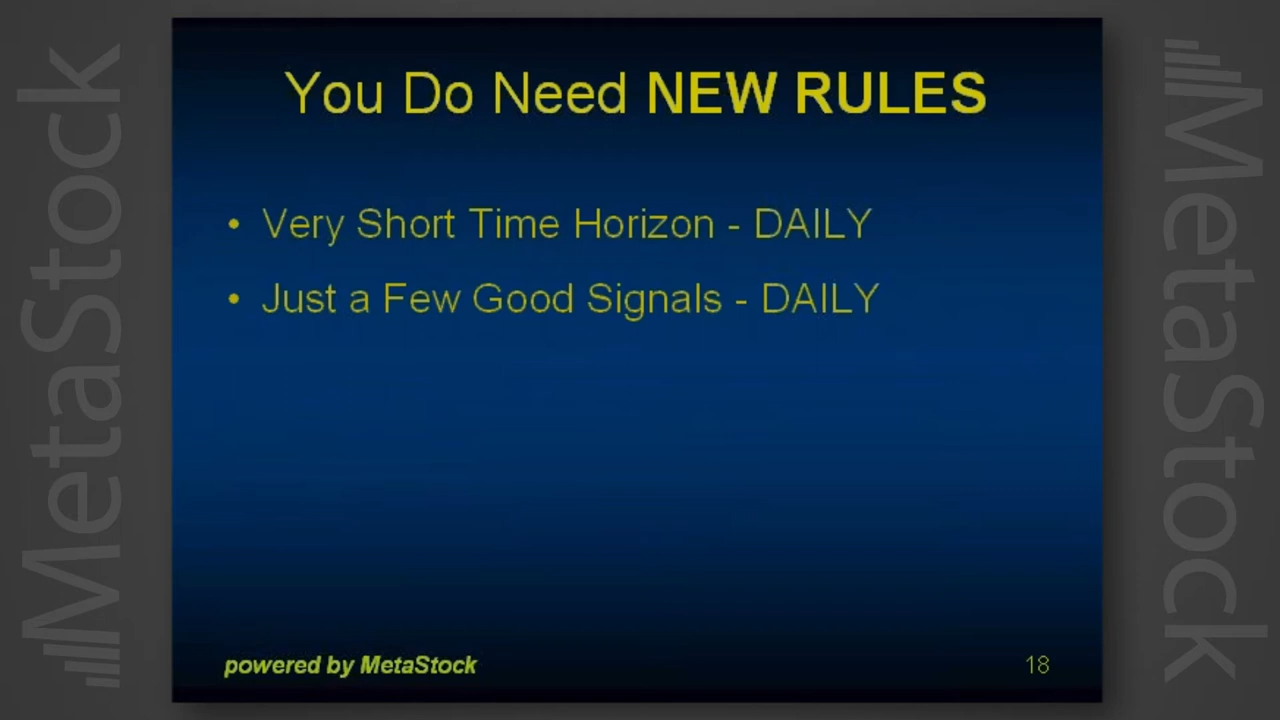 MetaStock
You Do Need NEW RULES
• Very Short Time Horizon - DAILY
• Just a Few Good Signals - DAILY
powered by MetaStock
18
MetaStock